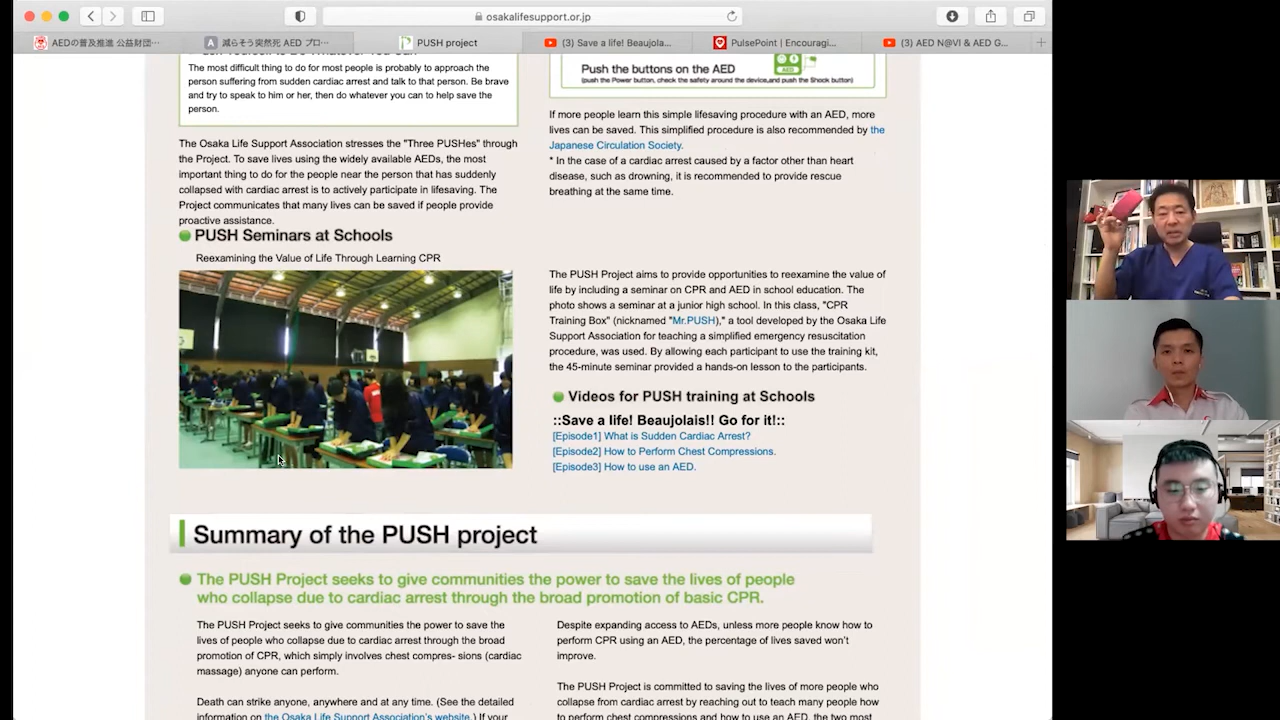 osakalifesupport.or.jp
AEDの普及推進 公益財団…
減らそう突然死 AED プロ…
PUSH project
(3) Save a life! Beaujola...
PulsePoint | Encouragi...
(3) AED N@VI & AED G...
The most difficult thing to do for most people is probably to approach the
person suffering from sudden cardiac arrest and talk to that person. Be brave
and try to speak to him or her, then do whatever you can to help save the
person.
The Osaka Life Support Association stresses the "Three PUSHes" through
the Project. To save lives using the widely available AEDs, the most
important thing to do for the people near the person that has suddenly
collapsed with cardiac arrest is to actively participate in lifesaving. The
Project communicates that many lives can be saved if people provide
proactive assistance.
Push the buttons on the AED
(push the Power button, check the safety around the device,and push the Shock button)
AED
If more people learn this simple lifesaving procedure with an AED, more
lives can be saved. This simplified procedure is also recommended by the
Japanese Circulation Society.
* In the case of a cardiac arrest caused by a factor other than heart
disease, such as drowning, it is recommended to provide rescue
breathing at the same time.
PUSH Seminars at Schools
Reexamining the Value of Life Through Learning CPR
The PUSH Project aims to provide opportunities to reexamine the value of
life by including a seminar on CPR and AED in school education. The
photo shows a seminar at a junior high school. In this class, "CPR
Training Box" (nicknamed "Mr.PUSH)," a tool developed by the Osaka Life
Support Association for teaching a simplified emergency resuscitation
procedure, was used. By allowing each participant to use the training kit,
the 45-minute seminar provided a hands-on lesson to the participants.
Videos for PUSH training at Schools
::Save a life! Beaujolais!! Go for it!::
[Episode1] What is Sudden Cardiac Arrest?
[Episode2] How to Perform Chest Compressions.
[Episode3] How to use an AED.
Summary of the PUSH project
The PUSH Project seeks to give communities the power to save the lives of people
who collapse due to cardiac arrest through the broad promotion of basic CPR.
The PUSH Project seeks to give communities the power to save the
lives of people who collapse due to cardiac arrest through the broad
promotion of CPR, which simply involves chest compres- sions (cardiac
massage) anyone can perform.
Death can strike anyone, anywhere and at any time. (See the detailed
information on the Osaka Life Support Association's website.) If your
Despite expanding access to AEDs, unless more people know how to
perform CPR using an AED, the percentage of lives saved won't
improve.
The PUSH Project is committed to saving the lives of more people who
collapse from cardiac arrest by reaching out to teach many people how
to perform chest compressions and how to use an AED, the two most